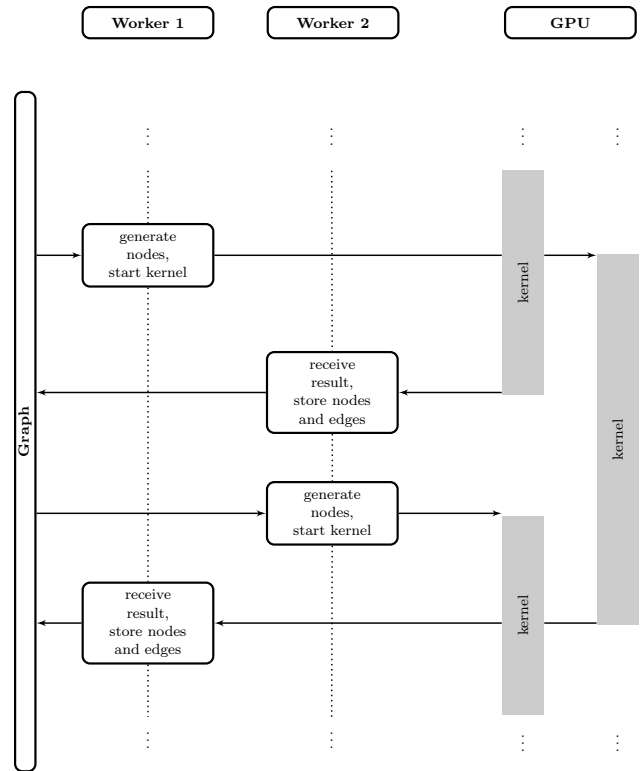 Worker 1
Worker 2
GPU
generate
nodes,
start kernel
kernel
receive
result,
store nodes
and edges
Graph
kernel
generate
nodes,
start kernel
receive
result,
store nodes
and edges
kernel